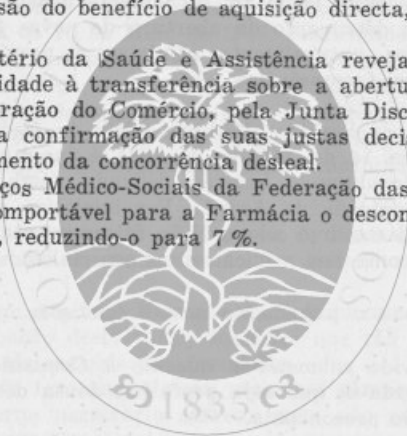 são do benefício de aquisição directa,
tério da Saúde e Assistência reveja
idade à transferência sobre a abertu
ração do Comércio, pela Junta Disc
a confirmação das suas justas deci
mento da concorrência desleal.
ços Médico-Sociais da Federação das
omportável para a Farmácia o descon
, reduzindo-o para 7 %.
1835